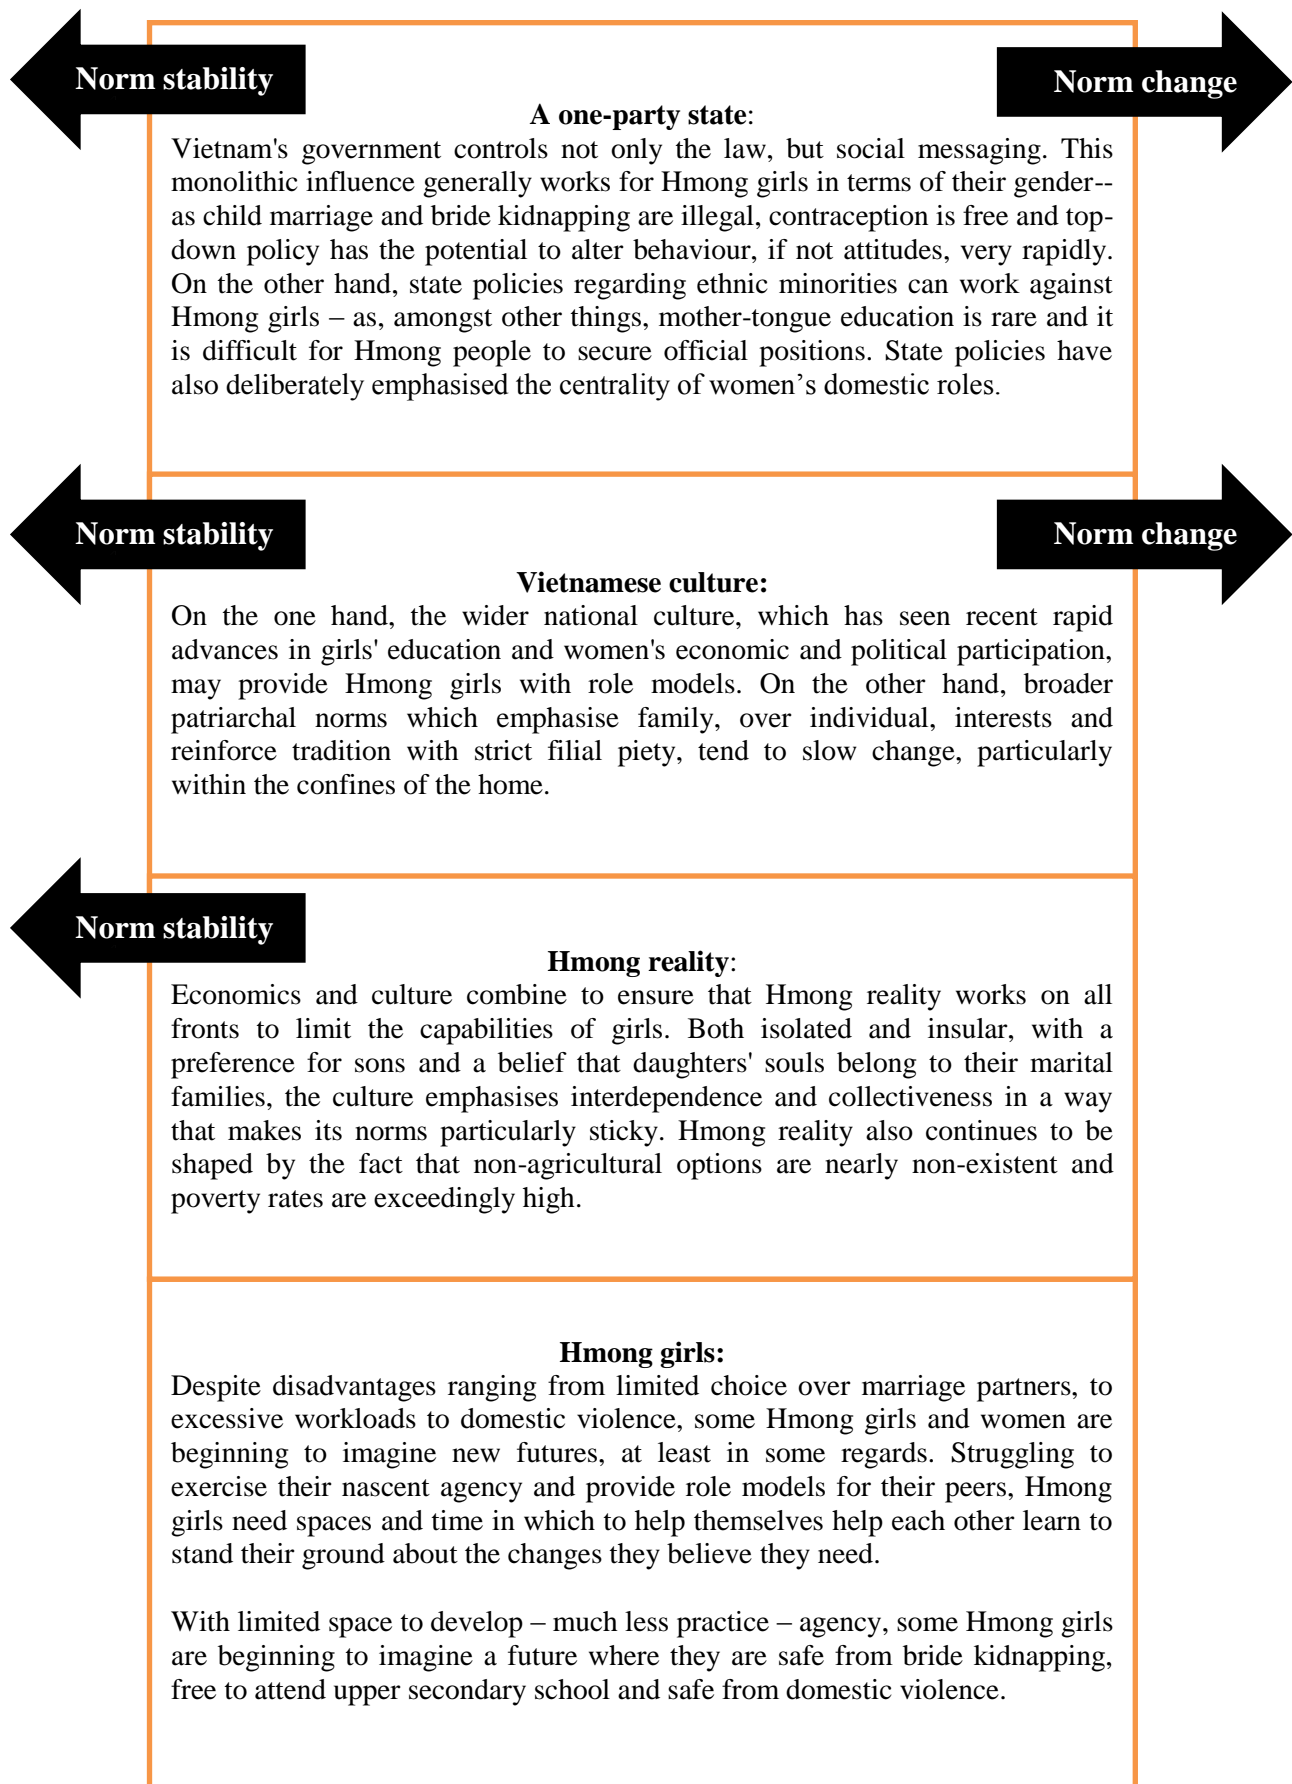 Norm stability
Norm change
A one-party state:
Vietnam's government controls not only the law, but social messaging. This
monolithic influence generally works for Hmong girls in terms of their gender--
as child marriage and bride kidnapping are illegal, contraception is free and top-
down policy has the potential to alter behaviour, if not attitudes, very rapidly.
On the other hand, state policies regarding ethnic minorities can work against
Hmong girls – as, amongst other things, mother-tongue education is rare and it
is difficult for Hmong people to secure official positions. State policies have
also deliberately emphasised the centrality of women’s domestic roles.
Norm stability
Norm change
Vietnamese culture:
On the one hand, the wider national culture, which has seen recent rapid
advances in girls' education and women's economic and political participation,
may provide Hmong girls with role models. On the other hand, broader
patriarchal norms which emphasise family, over individual, interests and
reinforce tradition with strict filial piety, tend to slow change, particularly
within the confines of the home.
Norm stability
Hmong reality:
Economics and culture combine to ensure that Hmong reality works on all
fronts to limit the capabilities of girls. Both isolated and insular, with a
preference for sons and a belief that daughters' souls belong to their marital
families, the culture emphasises interdependence and collectiveness in a way
that makes its norms particularly sticky. Hmong reality also continues to be
shaped by the fact that non-agricultural options are nearly non-existent and
poverty rates are exceedingly high.
Hmong girls:
Despite disadvantages ranging from limited choice over marriage partners, to
excessive workloads to domestic violence, some Hmong girls and women are
beginning to imagine new futures, at least in some regards. Struggling to
exercise their nascent agency and provide role models for their peers, Hmong
girls need spaces and time in which to help themselves help each other learn to
stand their ground about the changes they believe they need.
With limited space to develop – much less practice – agency, some Hmong girls
are beginning to imagine a future where they are safe from bride kidnapping,
free to attend upper secondary school and safe from domestic violence.